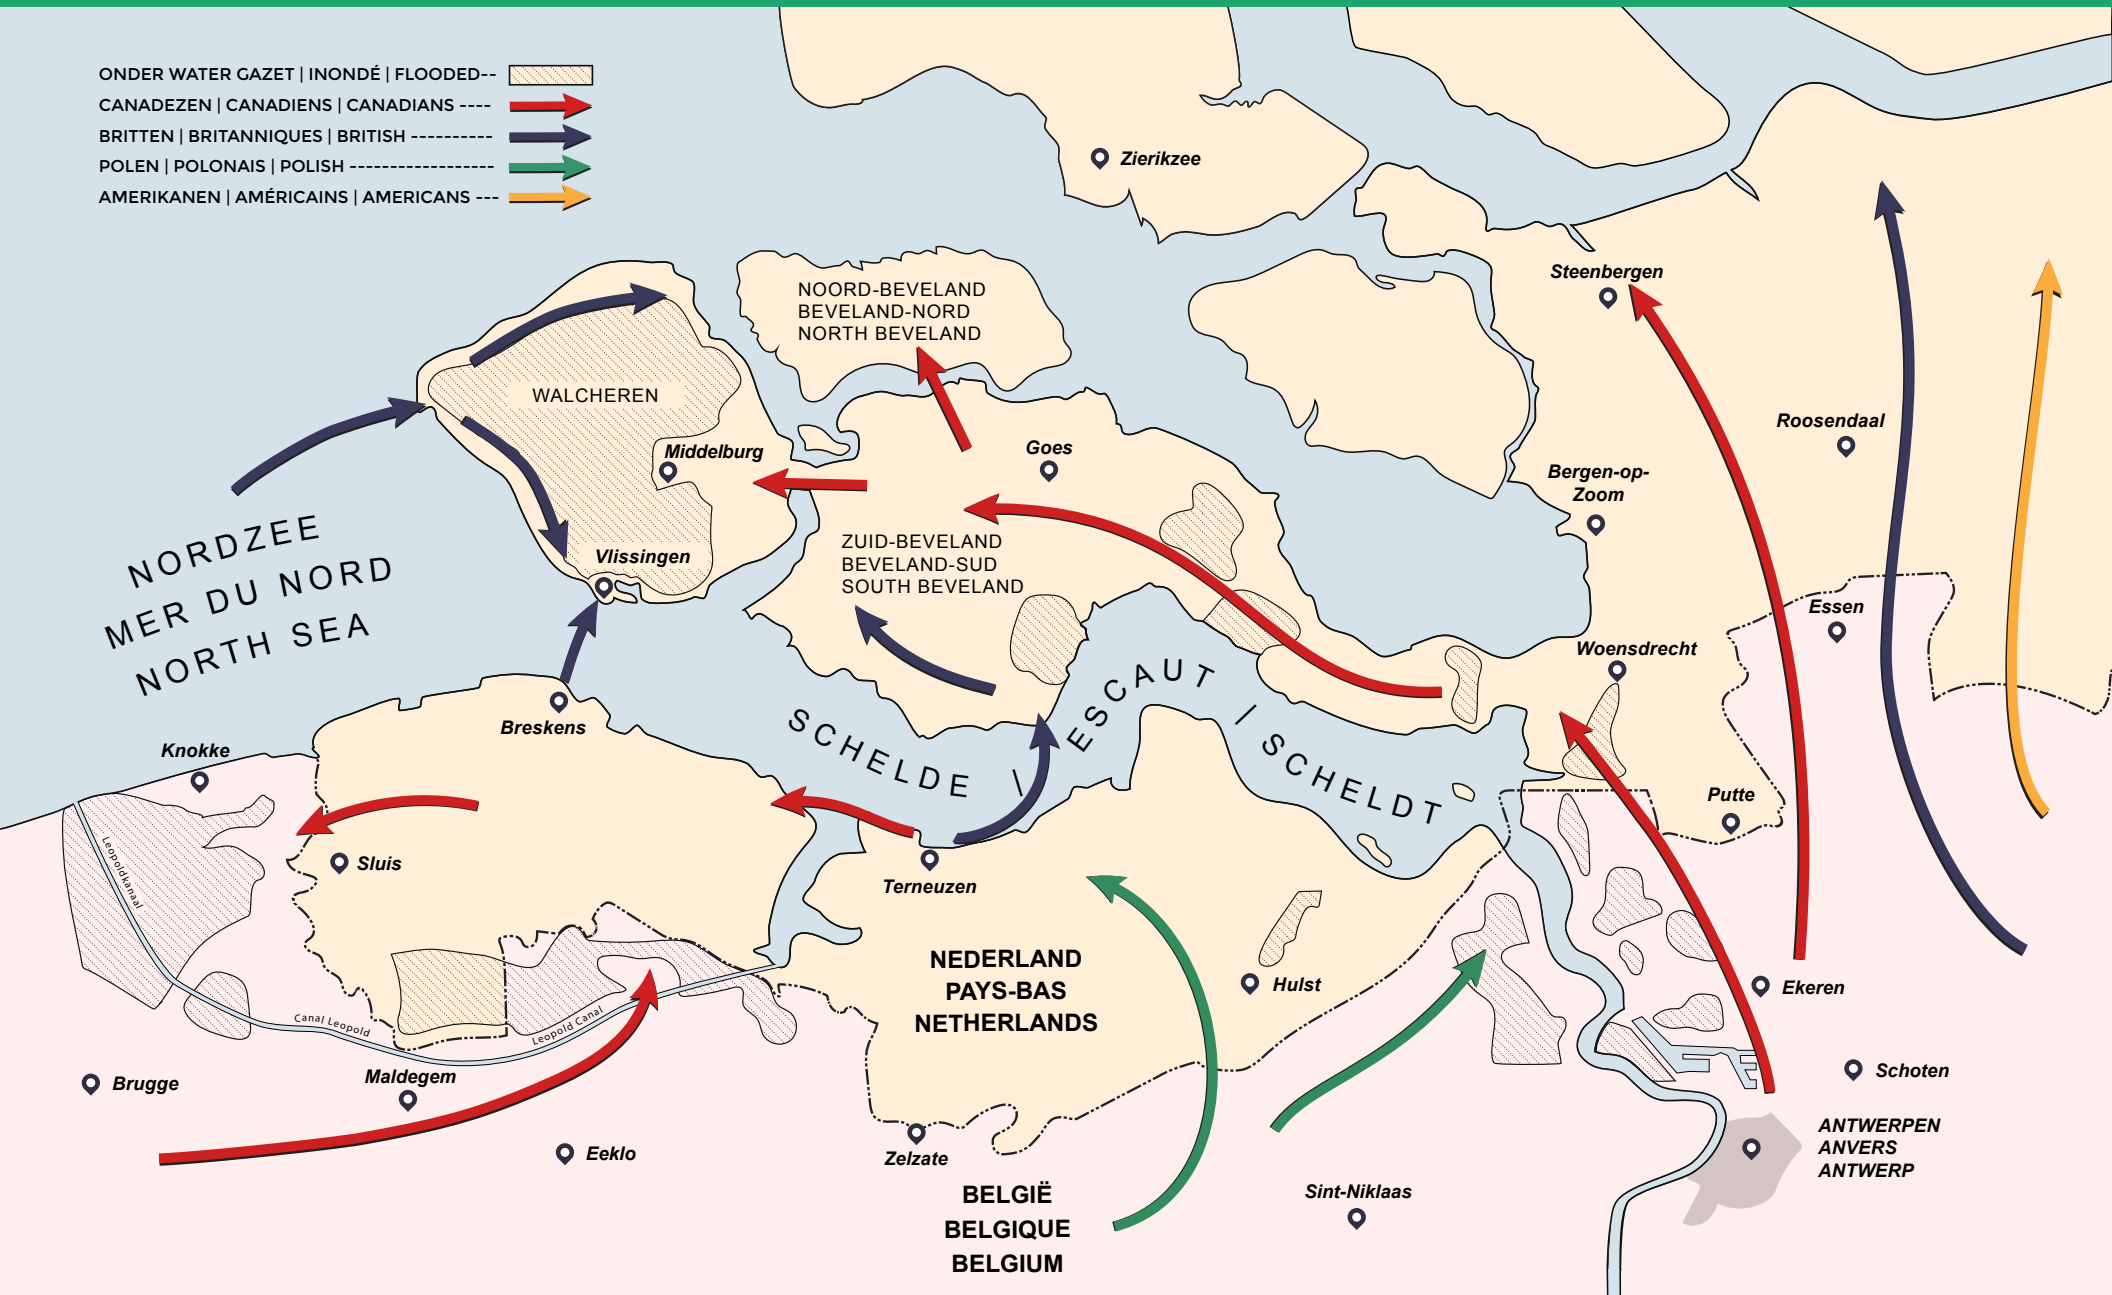 ONDER WATER GAZET | INONDÉ | FLOODED--
CANADEZEN | CANADIENS | CANADIANS ----
BRITTEN | BRITANNIQUES | BRITISH ----------
POLEN | POLONAIS | POLISH -----------------
AMERIKANEN | AMÉRICAINS | AMERICANS ---
Zierikzee
NOORD-BEVELAND
BEVELAND-NORD
NORTH BEVELAND
Steenbergen
WALCHEREN
Middelburg
Goes
Roosendaal
Bergen-op-
Zoom
NORDZEE
MER DU NORD
NORTH SEA
Vlissingen
ZUID-BEVELAND
BEVELAND-SUD
SOUTH BEVELAND
Essen
Woensdrecht
Breskens
SCHELDE / ESCAUT / SCHELDT
Knokke
Putte
Leopoldkanaal
Sluis
Terneuzen
NEDERLAND
PAYS-BAS
NETHERLANDS
Hulst
Ekeren
Canal Leopold
Leopold Canal
Brugge
Maldegem
Schoten
Eeklo
Zelzate
ANTWERPEN
ANVERS
ANTWERP
BELGIË
BELGIQUE
BELGIUM
Sint-Niklaas